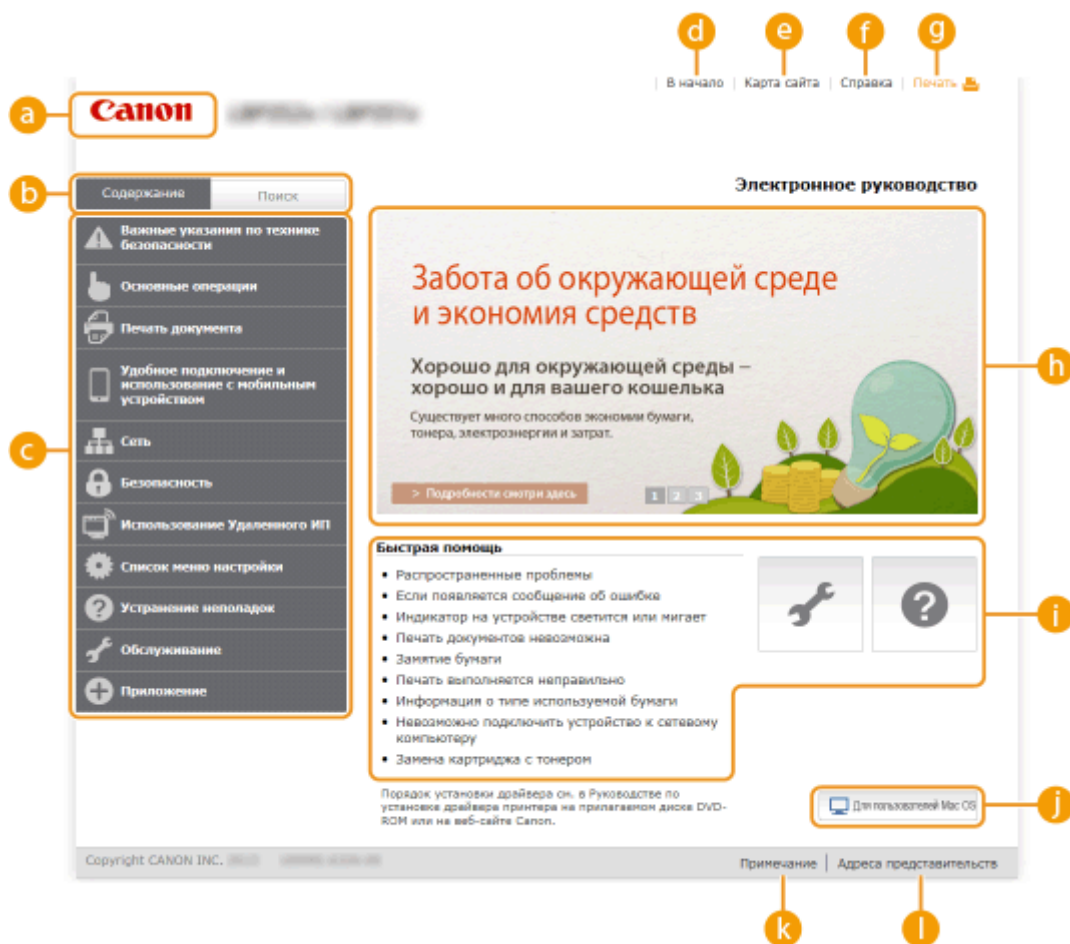 d e f g
В начало | Карта сайта | Справка | Печать
a
Canon
b
Содержание Поиск
Электронное руководство
c
Важные указания по технике
безопасности
Основные операции
Печать документа
Удобное подключение и
использование с мобильным
устройством
Сеть
Безопасность
Использование Удаленного ИП
Список меню настройки
Устранение неполадок
Обслуживание
Приложение
Забота об окружающей среде
и экономия средств
Хорошо для окружающей среды –
хорошо и для вашего кошелька
Существует много способов экономии бумаги,
тонера, электроэнергии и затрат.
> Подробности смотри здесь
1 2 3
h
Быстрая помощь
• Распространенные проблемы
• Если появляется сообщение об ошибке
• Индикатор на устройстве светится или мигает
• Печать документов невозможна
• Замятие бумаги
• Печать выполняется неправильно
• Информация о типе используемой бумаги
• Невозможно подключить устройство к сетевому
компьютеру
• Замена картриджа с тонером
i
Порядок установки драйвера см. в Руководстве по
установке драйвера принтера на прилагаемом диске DVD-
ROM или на веб-сайте Canon.
Для пользователей Mac OS
j
Copyright CANON INC.
Примечание | Адреса представительств
k l